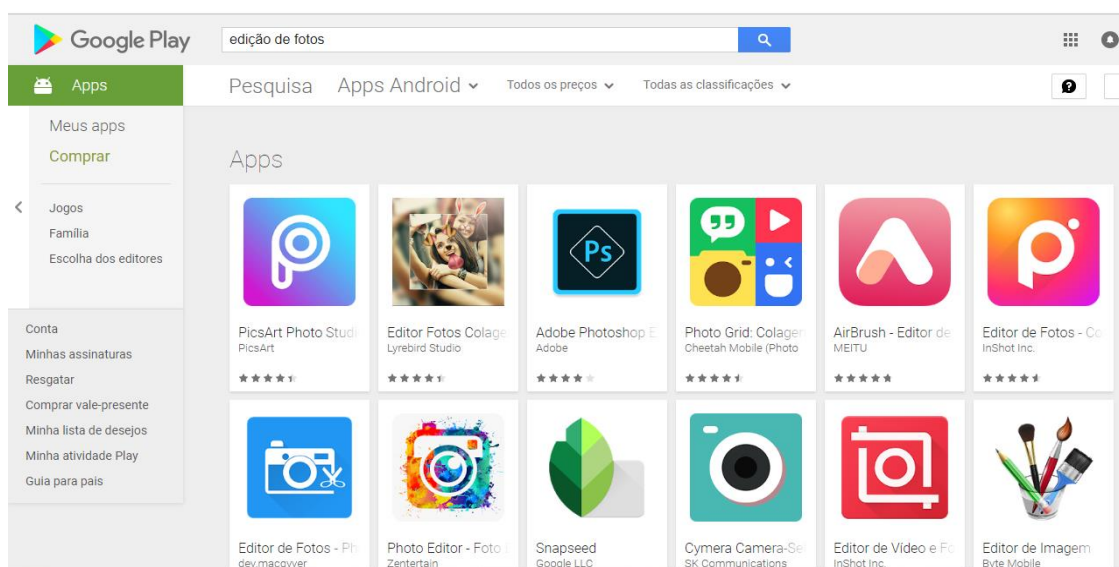 Google Play
edição de fotos
Apps
Pesquisa
Apps Android
Todos os preços
Todas as classificações
Meus apps
Comprar
Jogos
Família
Escolha dos editores
Conta
Minhas assinaturas
Resgatar
Comprar vale-presente
Minha lista de desejos
Minha atividade Play
Guia para pais
Apps
Ps
PicsArt Photo Studi
PicsArt
Editor Fotos Colage
Lyrebird Studio
Adobe Photoshop E
Adobe
Photo Grid: Colagen
Cheetah Mobile (Photo
AirBrush - Editor de
MEITU
Editor de Fotos - Co
InShot Inc.
Editor de Fotos - Ph
dev.macgyver
Photo Editor - Foto
Zentertain
Snapseed
Google LLC
Cymera Camera-Se
SK Communications
Editor de Vídeo e Fo
InShot Inc.
Editor de Imagem
Byte Mobile